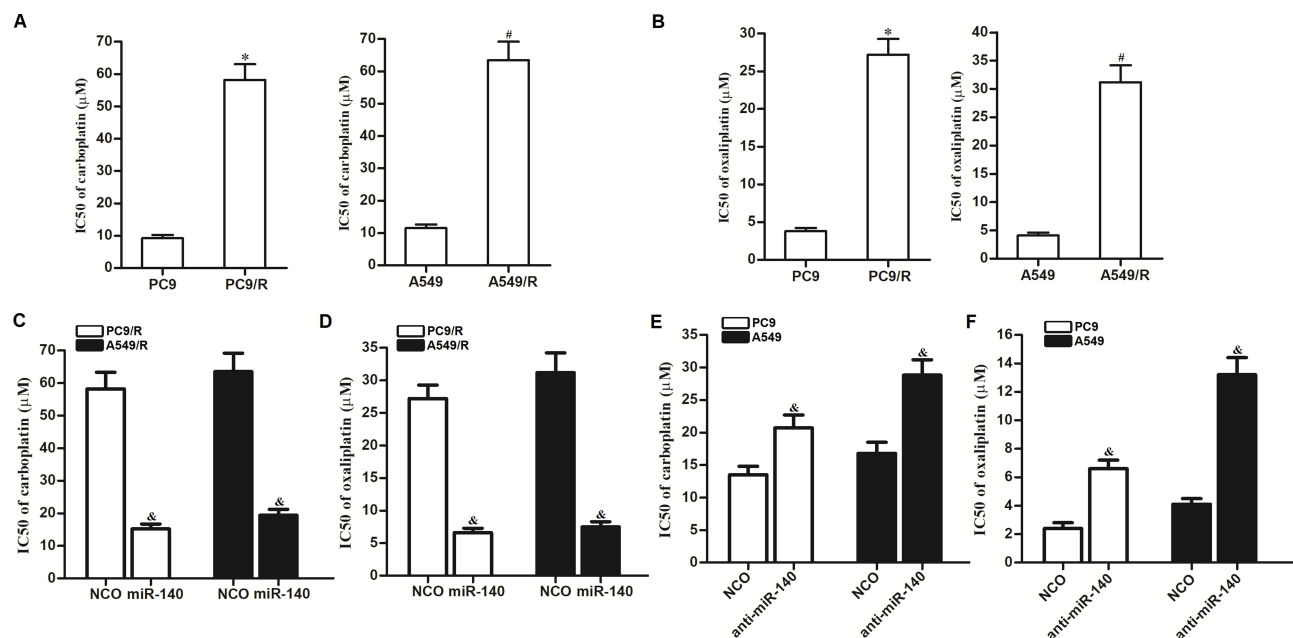 A
IC50 of carboplatin (μM)
70
60
50
40
30
20
10
0
*
PC9
PC9/R
IC50 of carboplatin (μM)
70
60
50
40
30
20
10
0
#
A549
A549/R
B
IC50 of oxaliplatin (μM)
30
25
20
15
10
5
0
*
PC9
PC9/R
IC50 of oxaliplatin (μM)
40
35
30
25
20
15
10
5
0
#
A549
A549/R
C
PC9/R
A549/R
IC50 of carboplatin (μM)
70
60
50
40
30
20
10
0
&
&
NCO miR-140
NCO miR-140
D
PC9/R
A549/R
IC50 of oxaliplatin (μM)
35
30
25
20
15
10
5
0
&
&
NCO miR-140
NCO miR-140
E
PC9
A549
IC50 of carboplatin (μM)
35
30
25
20
15
10
5
0
&
&
NCO
anti-miR-140
NCO
anti-miR-140
F
PC9
A549
IC50 of oxaliplatin (μM)
16
14
12
10
8
6
4
2
0
&
&
NCO
anti-miR-140
NCO
anti-miR-140